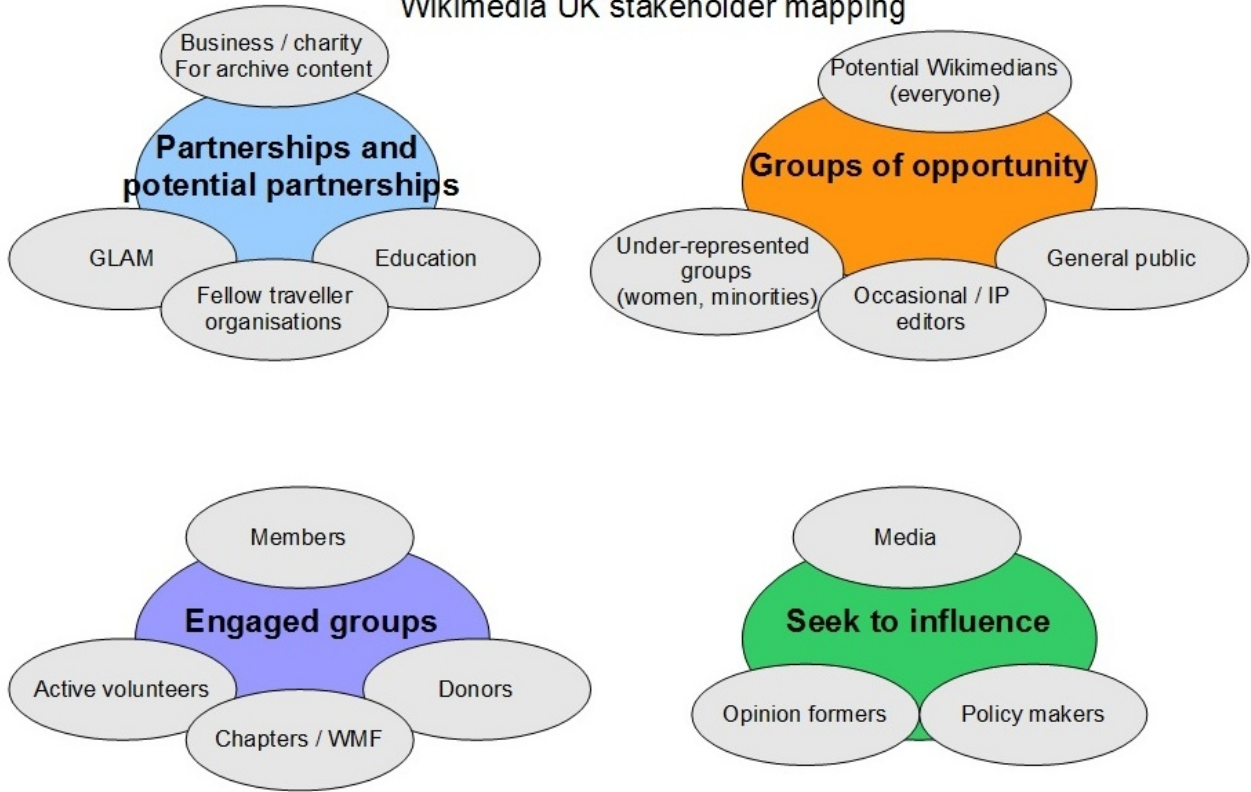 Wikimedia UK stakeholder mapping
Business / charity
For archive content
Partnerships and
potential partnerships
GLAM
Education
Fellow traveller
organisations
Potential Wikimedians
(everyone)
Groups of opportunity
Under-represented
groups
(women, minorities)
Occasional / IP
editors
General public
Members
Engaged groups
Active volunteers
Donors
Chapters / WMF
Media
Seek to influence
Opinion formers
Policy makers